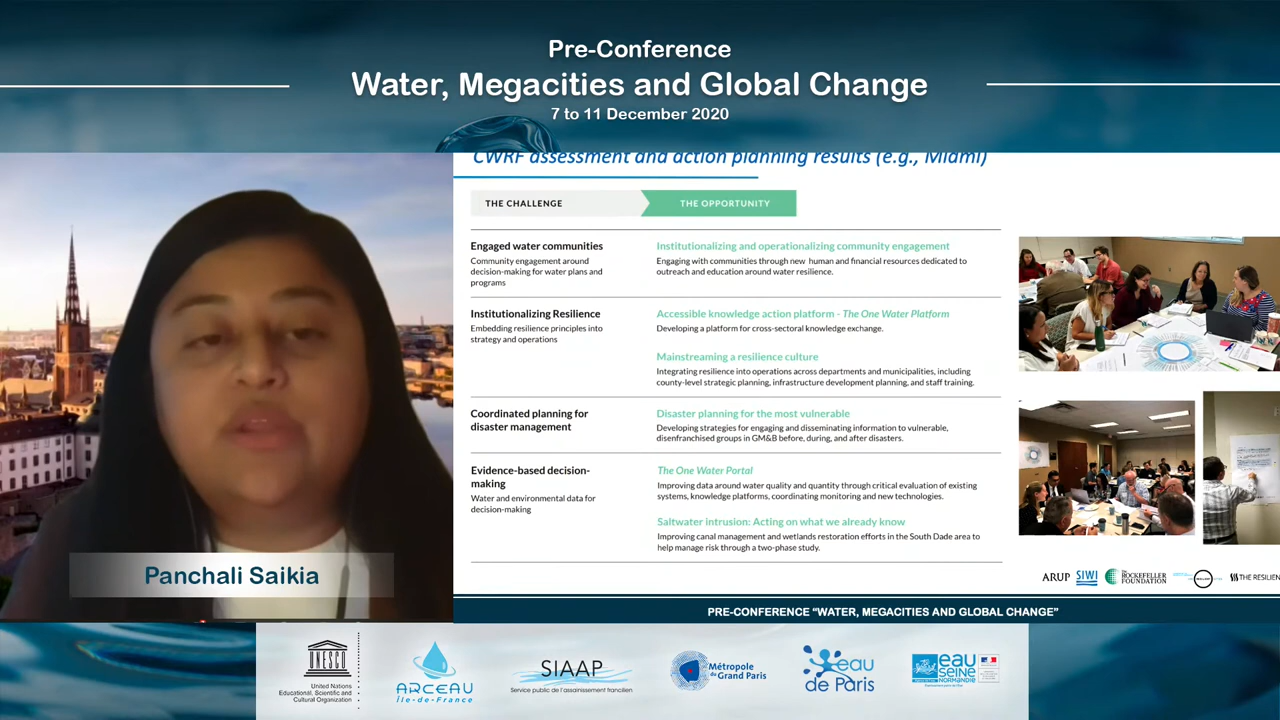 Pre-Conference
Water, Megacities and Global Change
7 to 11 December 2020
CWRF assessment and action planning results (e.g., Miami)
THE CHALLENGE
THE OPPORTUNITY
Engaged water communities
Community engagement around
decision-making for water plans and
programs
Institutionalizing and operationalizing community engagement
Engaging with communities through new human and financial resources dedicated to
outreach and education around water resilience.
Institutionalizing Resilience
Embedding resilience principles into
strategy and operations
Accessible knowledge action platform - The One Water Platform
Developing a platform for cross-sectoral knowledge exchange.
Mainstreaming a resilience culture
Integrating resilience into operations across departments and municipalities, including
county-level strategic planning, infrastructure development planning, and staff training.
Coordinated planning for
disaster management
Disaster planning for the most vulnerable
Developing strategies for engaging and disseminating information to vulnerable,
disenfranchised groups in GM&B before, during, and after disasters.
Evidence-based decision-
making
Water and environmental data for
decision-making
The One Water Portal
Improving data around water quality and quantity through critical evaluation of existing
systems, knowledge platforms, coordinating monitoring and new technologies.
Saltwater intrusion: Acting on what we already know
Improving canal management and wetlands restoration efforts in the South Dade area to
help manage risk through a two-phase study.
ARUP
SIWI
The
ROCKEFELLER
FOUNDATION
THE RESILIEN
Panchali Saikia
PRE-CONFERENCE “WATER, MEGACITIES AND GLOBAL CHANGE”
UNESCO
United Nations
Educational, Scientific and
Cultural Organization
ARCEAU
Île-de-France
SIAAP
Service public de l'assainissement francilien
Métropole
du Grand Paris
eau
de Paris
EAU
SEINE
NORMANDIE